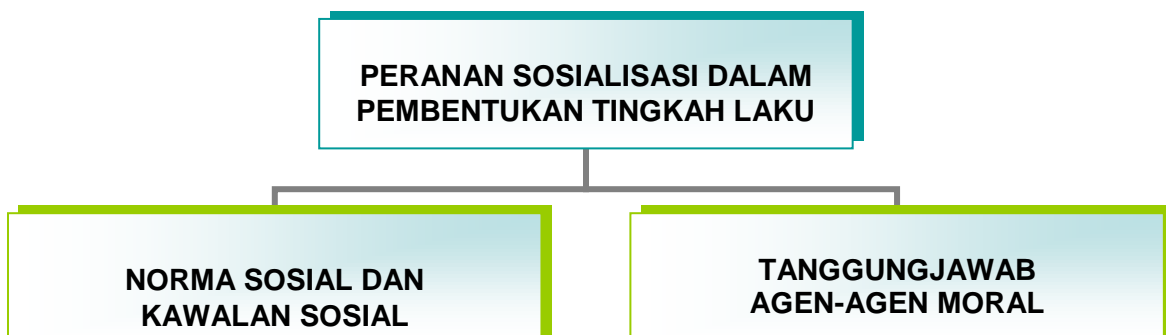 PERANAN SOSIALISASI DALAM
PEMBENTUKAN TINGKAH LAKU
NORMA SOSIAL DAN
KAWALAN SOSIAL
TANGGUNGJAWAB
AGEN-AGEN MORAL